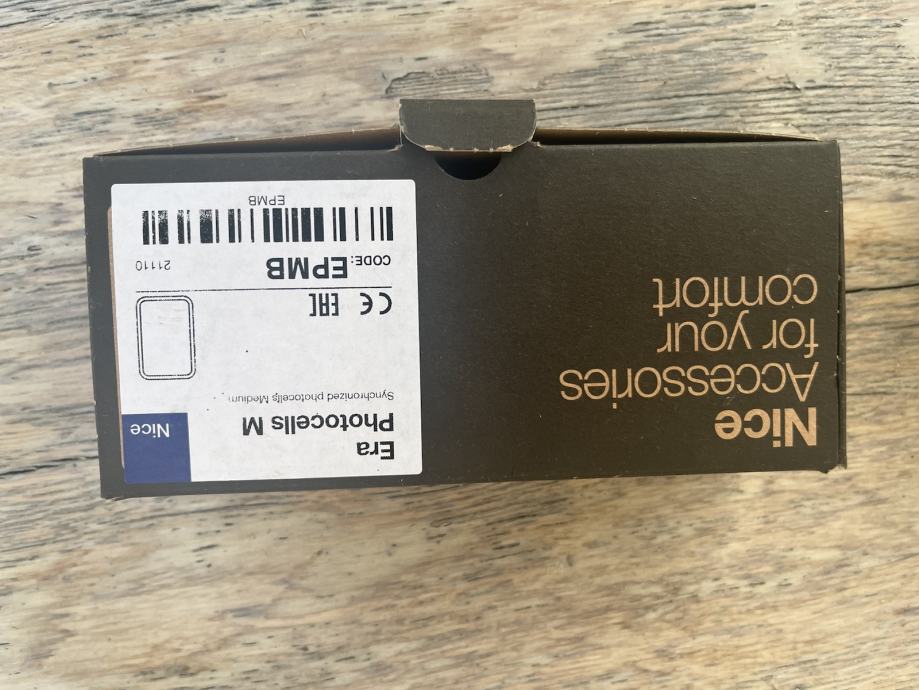 Nice
Accessories
for your
comfort
Era
Photocells M
Synchronized photocells Medium
Nice
CE EAC
CODE: EPMB
21110
EPMB